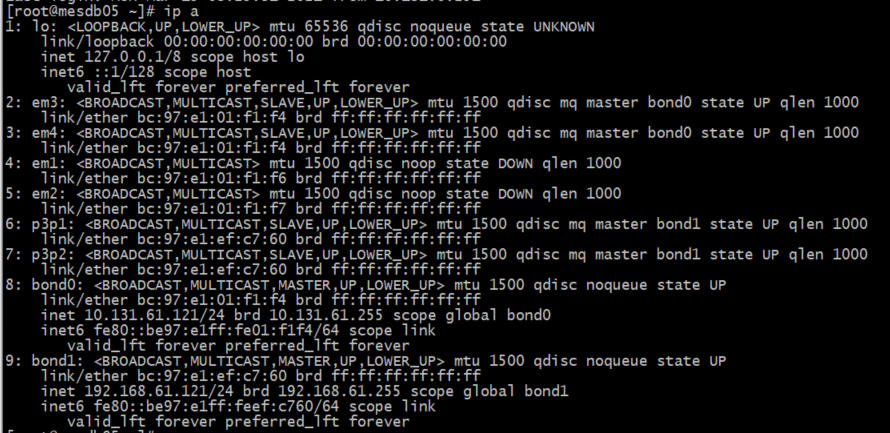 [root@mesdb05 ~]# ip a
1: lo: <LOOPBACK,UP,LOWER_UP> mtu 65536 qdisc noqueue state UNKNOWN
    link/loopback 00:00:00:00:00:00 brd 00:00:00:00:00:00
    inet 127.0.0.1/8 scope host lo
    inet6 ::1/128 scope host
       valid_lft forever preferred_lft forever
2: em3: <BROADCAST,MULTICAST,SLAVE,UP,LOWER_UP> mtu 1500 qdisc mq master bond0 state UP qlen 1000
    link/ether bc:97:e1:01:f1:f4 brd ff:ff:ff:ff:ff:ff
3: em4: <BROADCAST,MULTICAST,SLAVE,UP,LOWER_UP> mtu 1500 qdisc mq master bond0 state UP qlen 1000
    link/ether bc:97:e1:01:f1:f4 brd ff:ff:ff:ff:ff:ff
4: em1: <BROADCAST,MULTICAST> mtu 1500 qdisc noop state DOWN qlen 1000
    link/ether bc:97:e1:01:f1:f6 brd ff:ff:ff:ff:ff:ff
5: em2: <BROADCAST,MULTICAST> mtu 1500 qdisc noop state DOWN qlen 1000
    link/ether bc:97:e1:01:f1:f7 brd ff:ff:ff:ff:ff:ff
6: p3p1: <BROADCAST,MULTICAST,SLAVE,UP,LOWER_UP> mtu 1500 qdisc mq master bond1 state UP qlen 1000
    link/ether bc:97:e1:ef:c7:60 brd ff:ff:ff:ff:ff:ff
7: p3p2: <BROADCAST,MULTICAST,SLAVE,UP,LOWER_UP> mtu 1500 qdisc mq master bond1 state UP qlen 1000
    link/ether bc:97:e1:ef:c7:60 brd ff:ff:ff:ff:ff:ff
8: bond0: <BROADCAST,MULTICAST,MASTER,UP,LOWER_UP> mtu 1500 qdisc noqueue state UP
    link/ether bc:97:e1:01:f1:f4 brd ff:ff:ff:ff:ff:ff
    inet 10.131.61.121/24 brd 10.131.61.255 scope global bond0
    inet6 fe80::be97:e1ff:fe01:f1f4/64 scope link
       valid_lft forever preferred_lft forever
9: bond1: <BROADCAST,MULTICAST,MASTER,UP,LOWER_UP> mtu 1500 qdisc noqueue state UP
    link/ether bc:97:e1:ef:c7:60 brd ff:ff:ff:ff:ff:ff
    inet 192.168.61.121/24 brd 192.168.61.255 scope global bond1
    inet6 fe80::be97:e1ff:feef:c760/64 scope link
       valid_lft forever preferred_lft forever